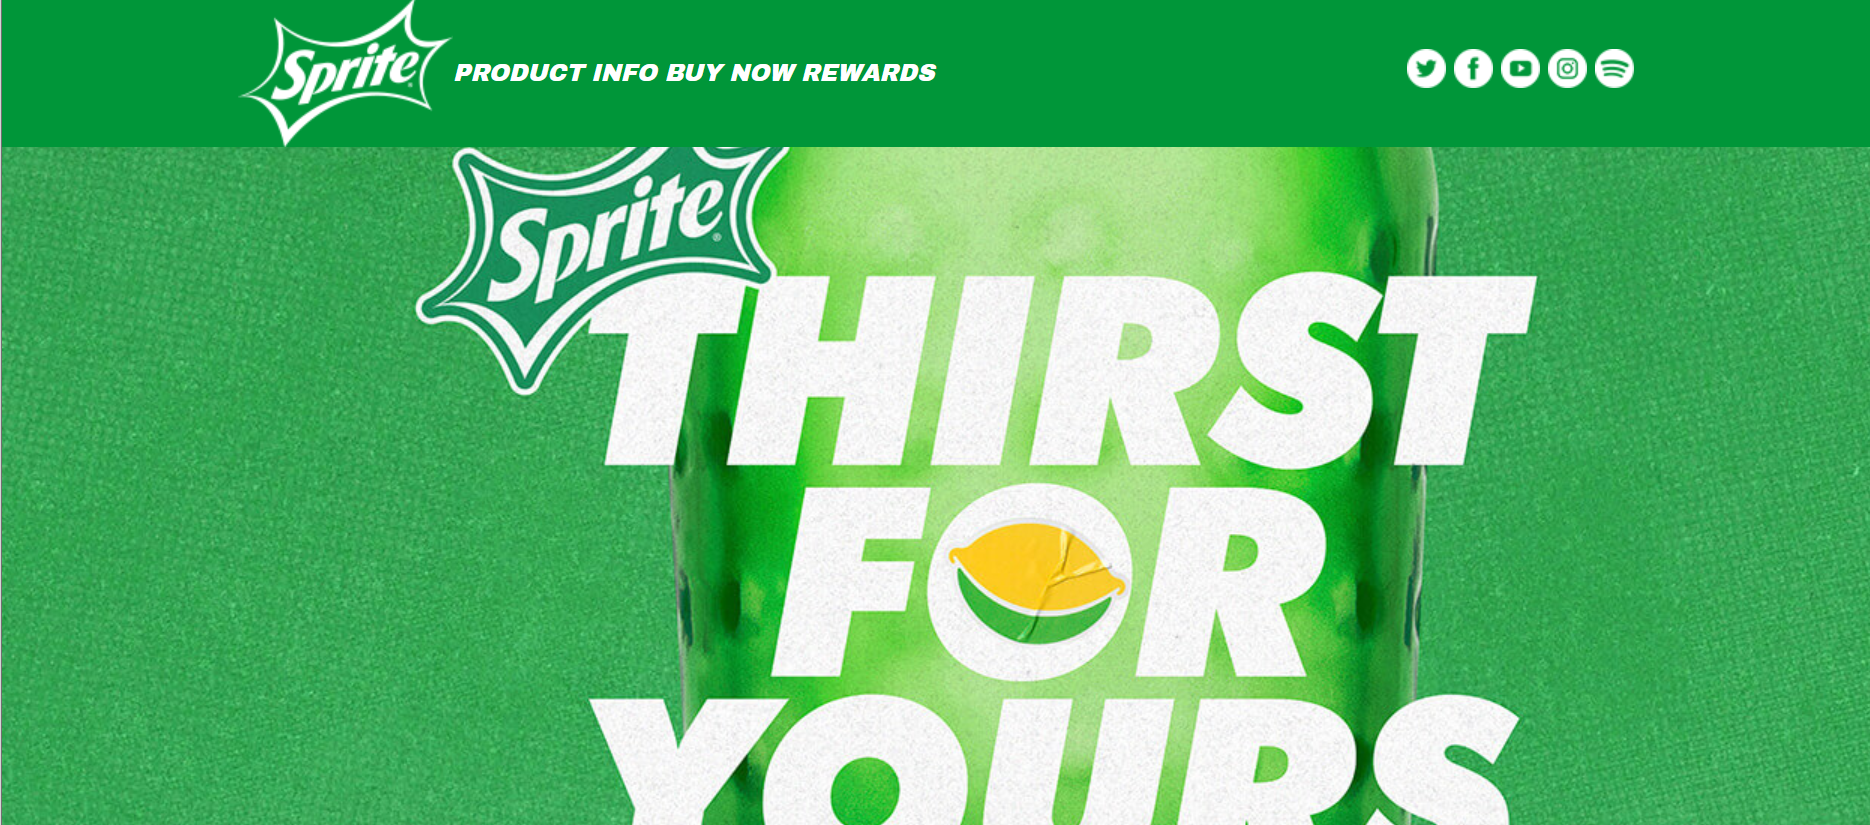 Sprite
PRODUCT INFO BUY NOW REWARDS
Sprite
THIRST
FOR
YOURS